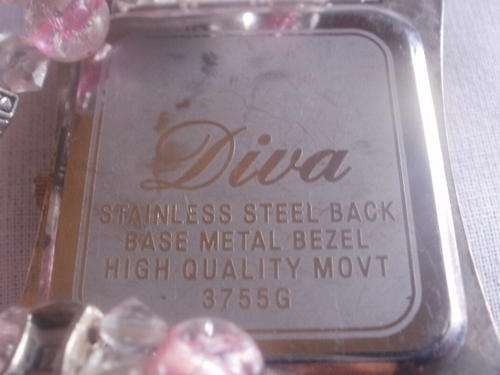 Diva
STAINLESS STEEL BACK
BASE METAL BEZEL
HIGH QUALITY MOVT
3755G